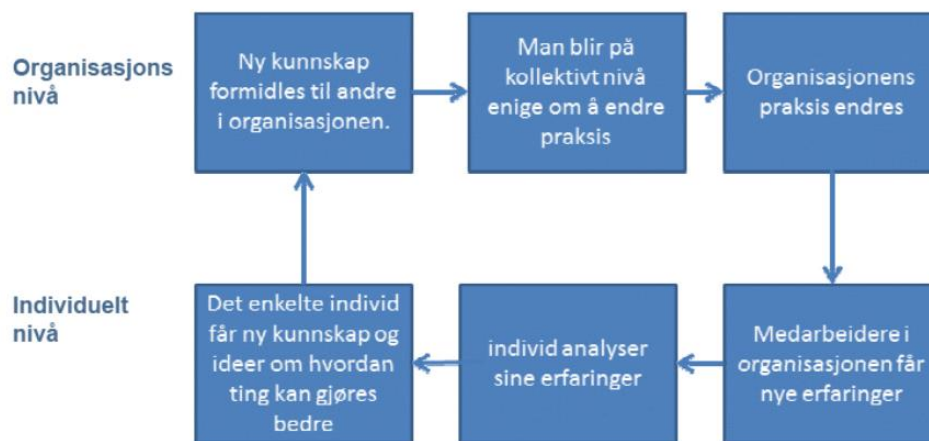 Organisasjons
nivå
Ny kunnskap
formidles til andre
i organisasjonen.
Man blir på
kollektivt nivå
enige om å endre
praksis
Organisasjonens
praksis endres
Individuelt
nivå
Det enkelte individ
får ny kunnskap og
ideer om hvordan
ting kan gjøres
bedre
individ analyser
sine erfaringer
Medarbeidere i
organisasjonen får
nye erfaringer